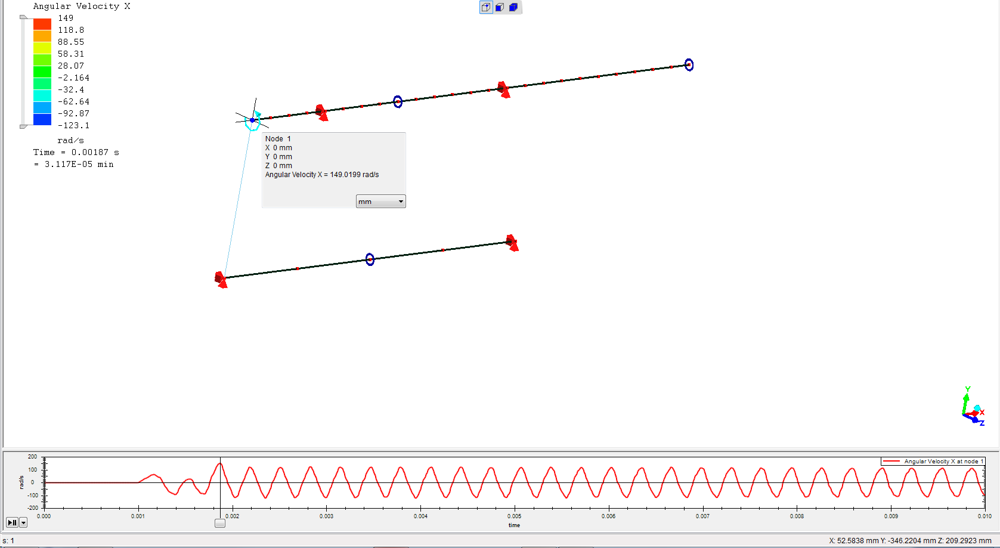 Angular Velocity X
149
118.8
88.55
58.31
28.07
-2.164
-32.4
-62.64
-92.87
-123.1
rad/s
Time = 0.00187 s
= 3.117E-05 min
Node 1
X 0 mm
Y 0 mm
Z 0 mm
Angular Velocity X = 149.0199 rad/s
mm
Y
X
Z
200
100
0
-100
-200
rad/s
Angular Velocity X at node 1
0.000 0.001 0.002 0.003 0.004 0.005 0.006 0.007 0.008 0.009 0.010
time
s: 1
X: 52.5838 mm Y: -346.2204 mm Z: 209.2923 mm